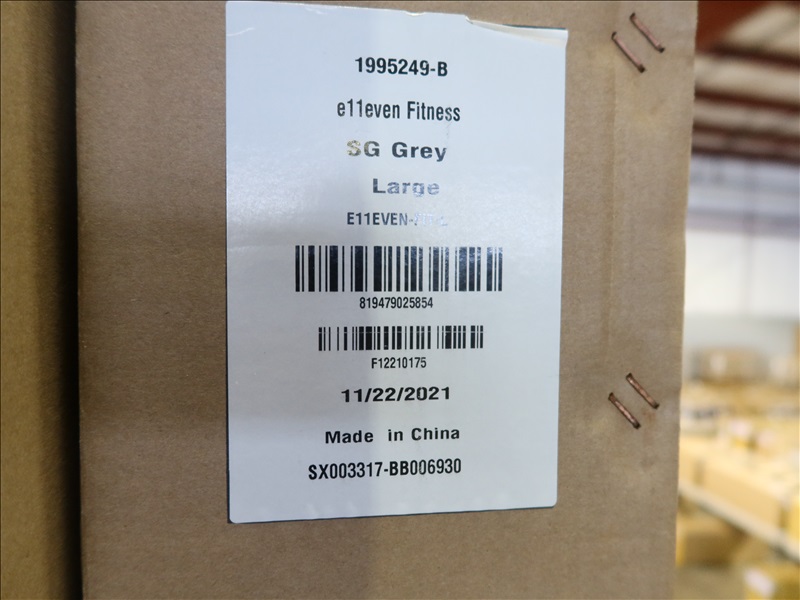 1995249-B
e11even Fitness
SG Grey
Large
819479025854
F12210175
11/22/2021
Made in China
SX003317-BB006930